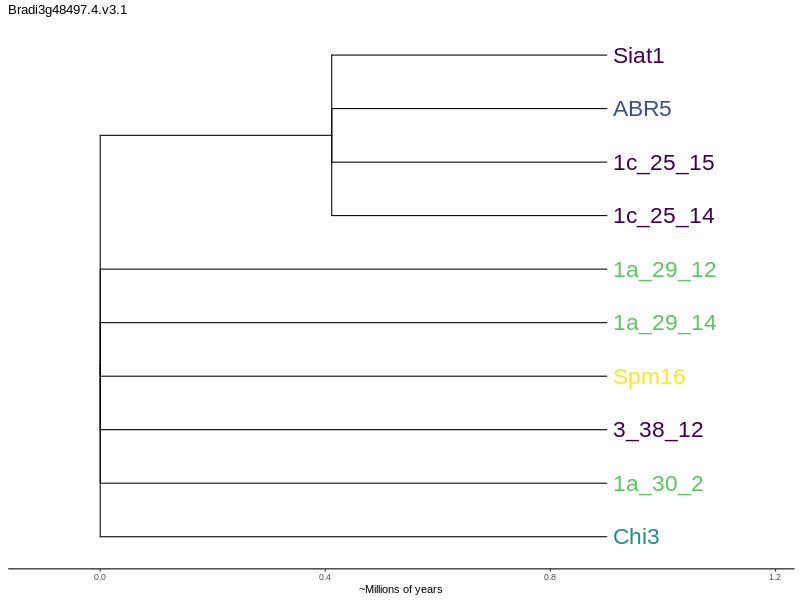 Bradi3g48497.4.v3.1
Siat1
ABR5
1c_25_15
1c_25_14
1a_29_12
1a_29_14
Spm16
3_38_12
1a_30_2
Chi3
0.0 0.4 0.8 1.2
~Millions of years